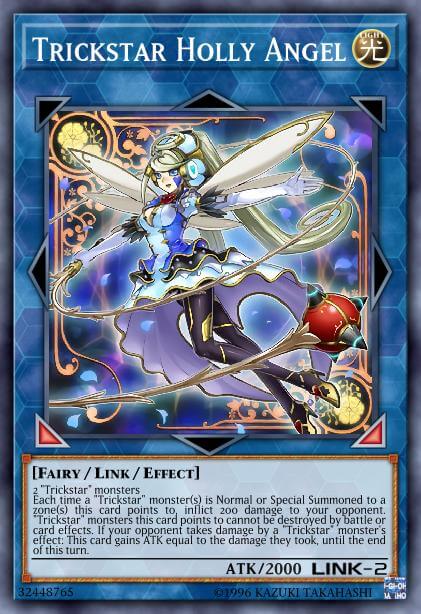 TRICKSTAR HOLLY ANGEL
LIGHT
光
[FAIRY / LINK / EFFECT]
2 "Trickstar" monsters
Each time a "Trickstar" monster(s) is Normal or Special Summoned to a
zone(s) this card points to, inflict 200 damage to your opponent.
"Trickstar" monsters this card points to cannot be destroyed by battle or
card effects. If your opponent takes damage by a "Trickstar" monster's
effect: This card gains ATK equal to the damage they took, until the end
of this turn.
ATK/2000 LINK-2
32448765
©1996 KAZUKI TAKAHASHI